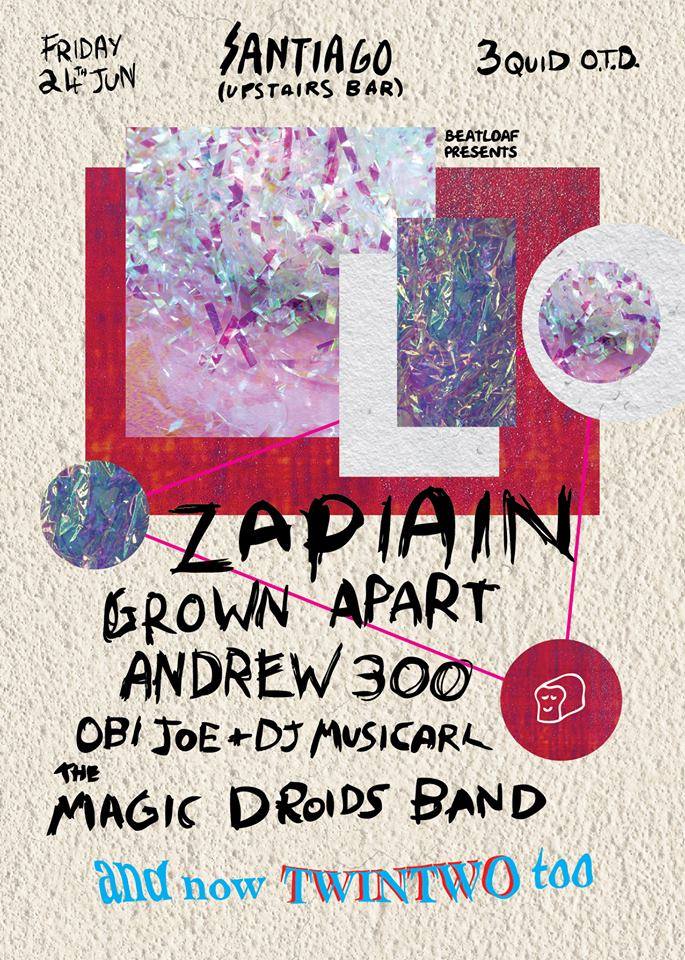 FRIDAY
24TH JUN
SANTIAGO
(UPSTAIRS BAR)
3 QUID O.T.D.
BEATLOAF
PRESENTS
ZAPIAIN
GROWN APART
ANDREW 300
OBI JOE + DJ MUSICARL
THE
MAGIC DROIDS BAND
and now TWINTWO too